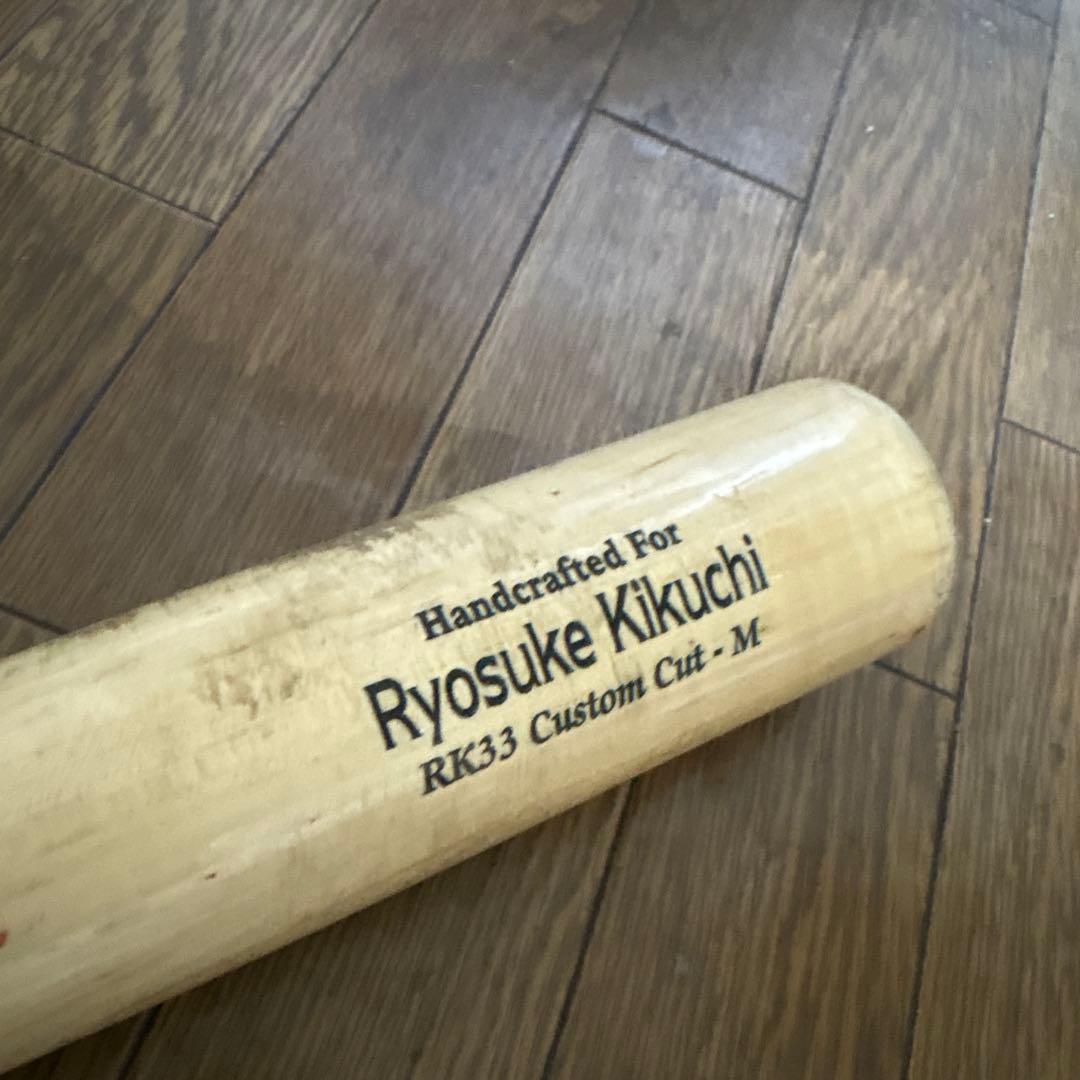 Handcrafted For
Ryosuke Kikuchi
RK33 Custom Cut - M